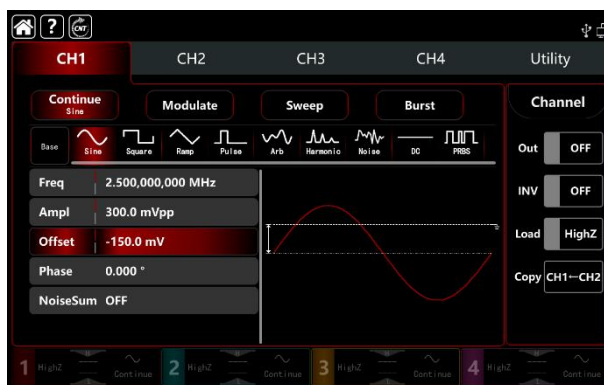 ? CNT
CH1 CH2 CH3 CH4 Utility
Continue Sine Modulate Sweep Burst Channel
Base Sine Square Ramp Pulse Arb Harmonic Noise DC PRBS
Out OFF
Freq 2.500,000,000 MHz
INV OFF
Ampl 300.0 mVpp
Load HighZ
Offset -150.0 mV
Phase 0.000 °
Copy CH1←CH2
NoiseSum OFF
1 HighZ Continue 2 HighZ Continue 3 HighZ Continue 4 HighZ Continue